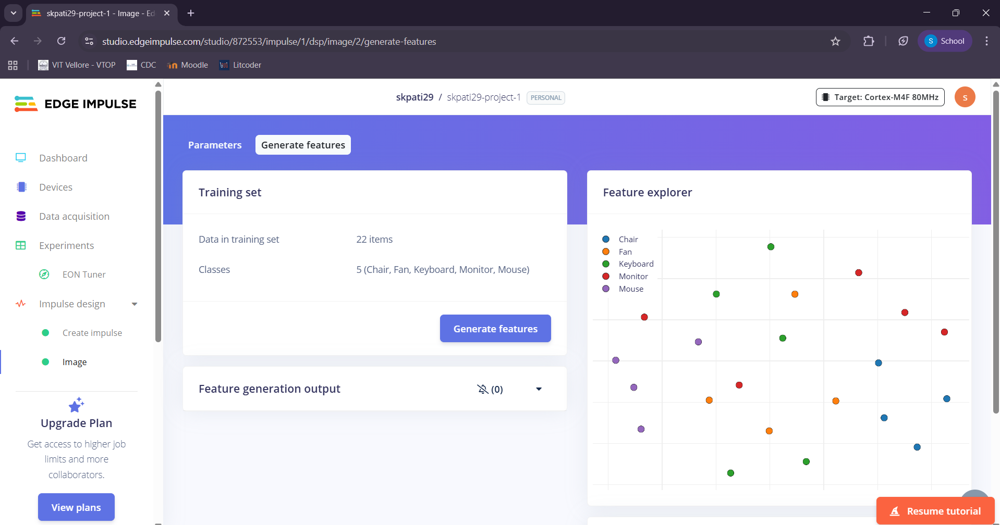 skpati29-project-1 - Image - Ed
studio.edgeimpulse.com/studio/872553/impulse/1/dsp/image/2/generate-features
S School
VIT Vellore - VTOP
CDC
Moodle
Litcoder
EDGE IMPULSE
skpati29 / skpati29-project-1 PERSONAL
Target: Cortex-M4F 80MHz
s
Dashboard
Devices
Data acquisition
Experiments
EON Tuner
Impulse design
Create impulse
Image
Upgrade Plan
Get access to higher job
limits and more
collaborators.
View plans
Parameters
Generate features
Training set
Data in training set 22 items
Classes 5 (Chair, Fan, Keyboard, Monitor, Mouse)
Generate features
Feature generation output (0)
Feature explorer
Chair
Fan
Keyboard
Monitor
Mouse
Resume tutorial